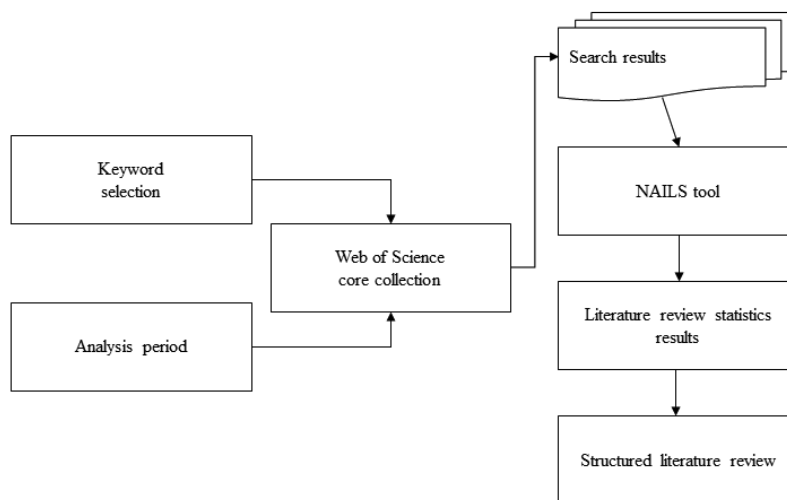 Search results
Keyword
selection
NAILS tool
Web of Science
core collection
Analysis period
Literature review statistics
results
Structured literature review